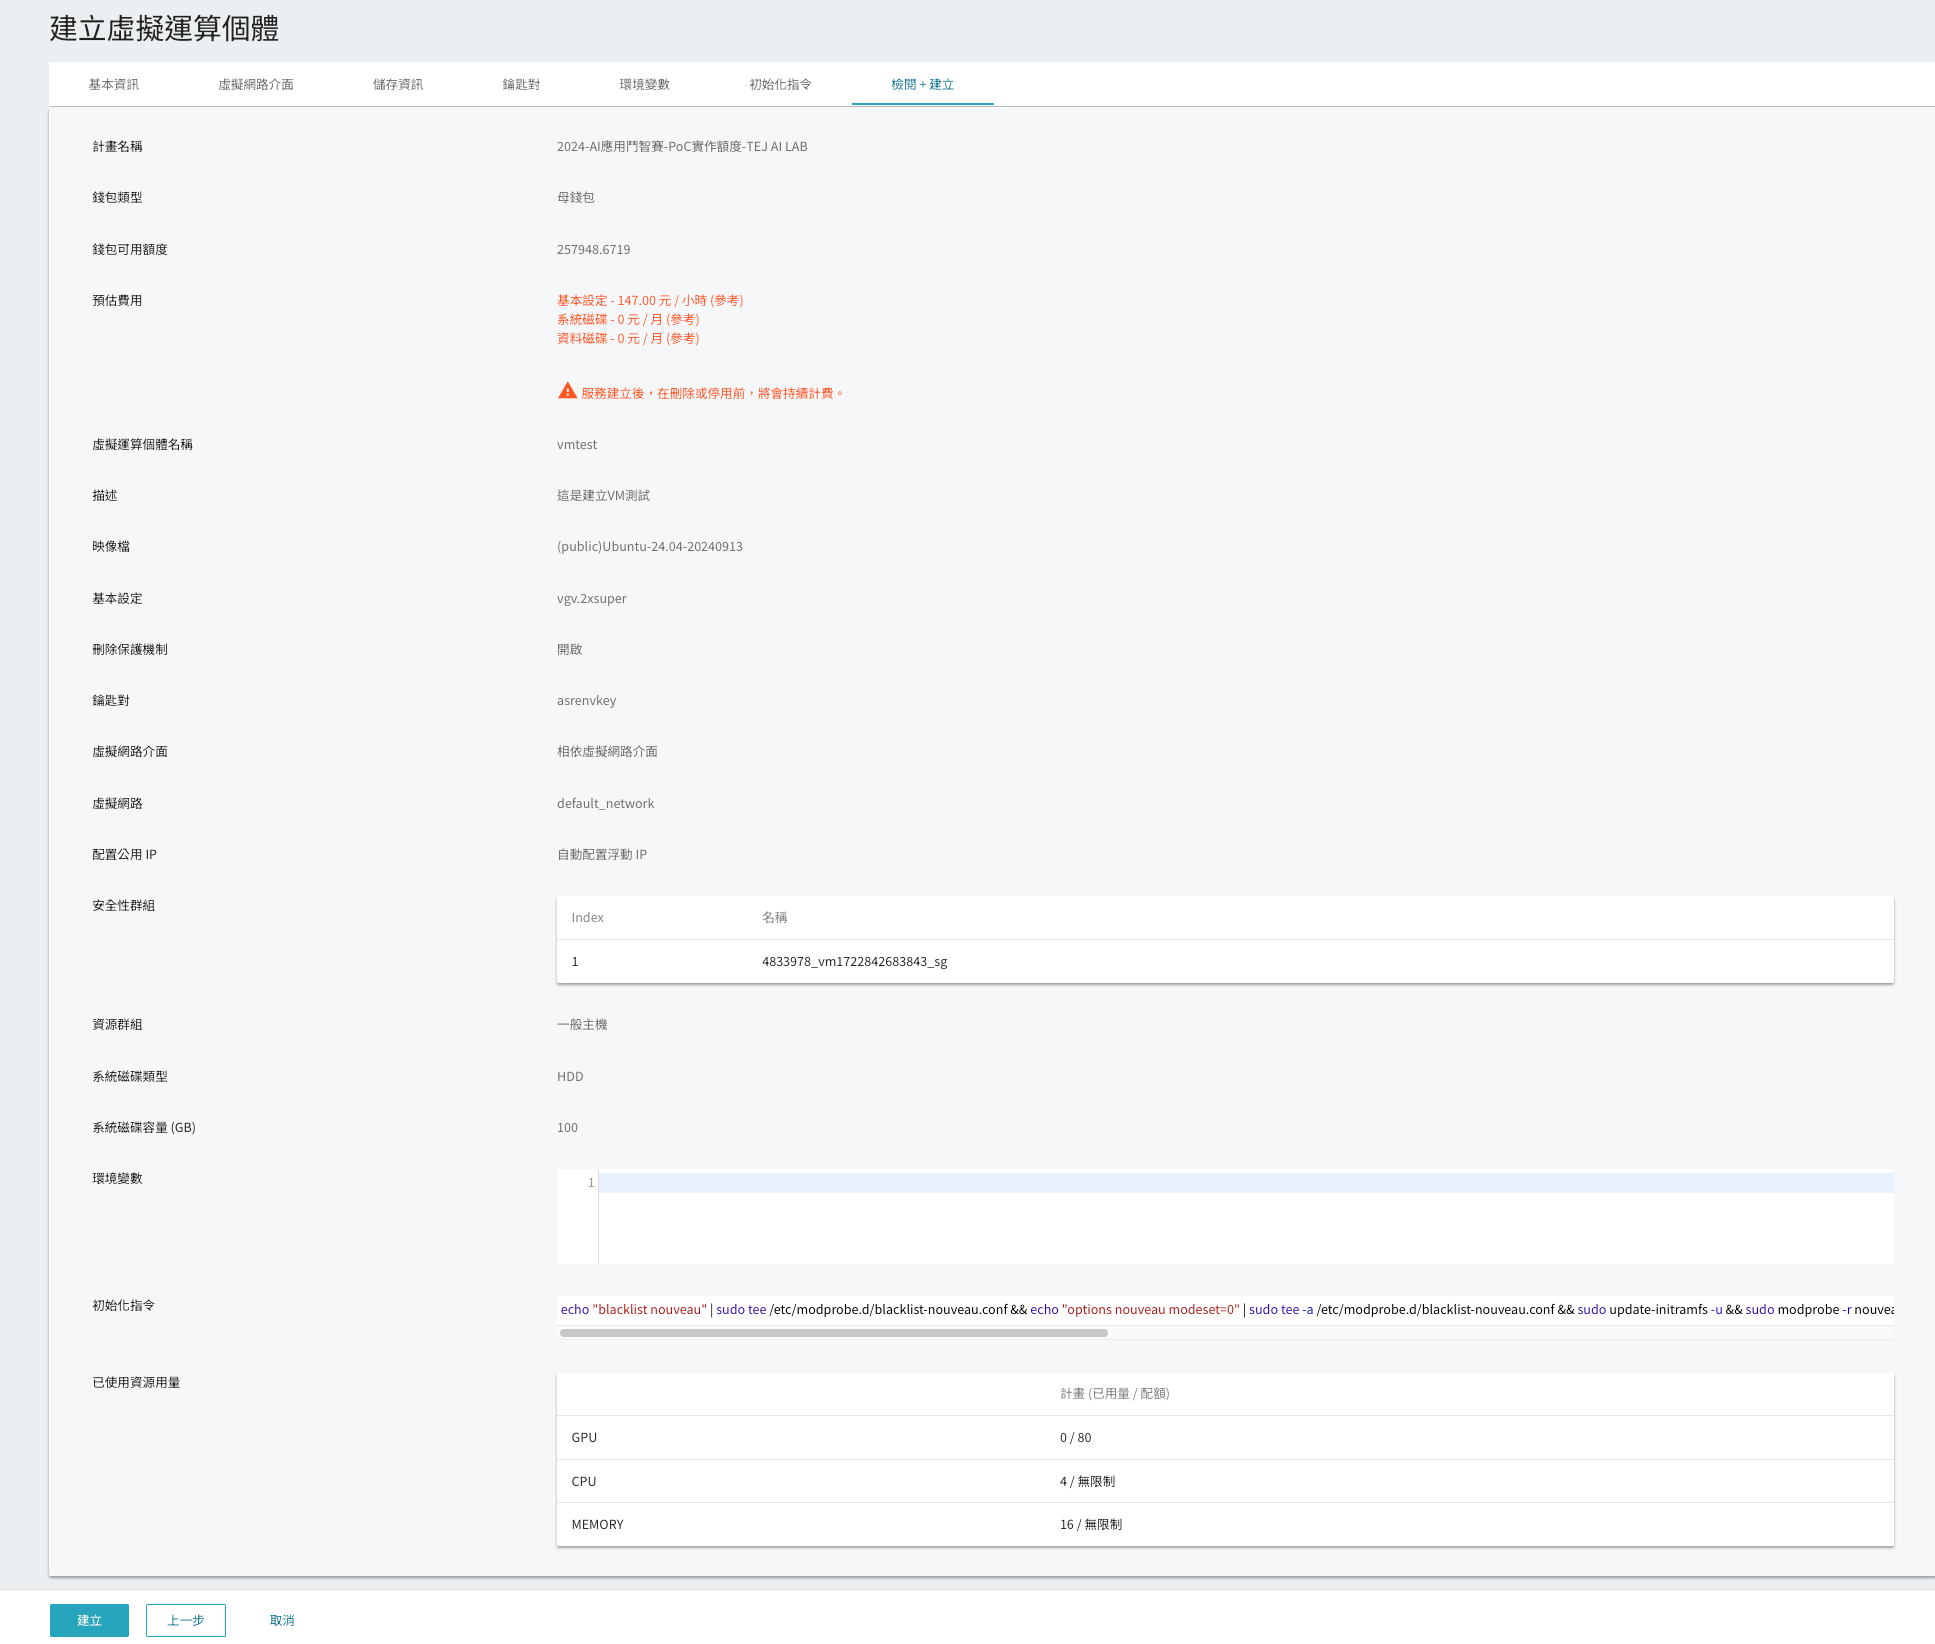 建立虛擬運算個體
基本資訊 虛擬網路介面 儲存資訊 鑰匙對 環境變數 初始化指令 檢閱 + 建立
計畫名稱 2024-AI應用鬥智賽-PoC實作額度-TEJ AI LAB
錢包類型 母錢包
錢包可用額度 257948.6719
預估費用 基本設定 - 147.00 元 / 小時 (參考)
系統磁碟 - 0 元 / 月 (參考)
資料磁碟 - 0 元 / 月 (參考)
服務建立後，在刪除或停用前，將會持續計費。
虛擬運算個體名稱 vmtest
描述 這是建立VM測試
映像檔 (public)Ubuntu-24.04-20240913
基本設定 vgv.2xsuper
刪除保護機制 開啟
鑰匙對 asrenvkey
虛擬網路介面 相依虛擬網路介面
虛擬網路 default_network
配置公用 IP 自動配置浮動 IP
安全性群組
Index 名稱
1 4833978_vm1722842683843_sg
資源群組 一般主機
系統磁碟類型 HDD
系統磁碟容量 (GB) 100
環境變數 1
初始化指令 echo "blacklist nouveau" | sudo tee /etc/modprobe.d/blacklist-nouveau.conf && echo "options nouveau modeset=0" | sudo tee -a /etc/modprobe.d/blacklist-nouveau.conf && sudo update-initramfs -u && sudo modprobe -r nouvea
已使用資源用量
計畫 (已用量 / 配額)
GPU 0 / 80
CPU 4 / 無限制
MEMORY 16 / 無限制
建立 上一步 取消